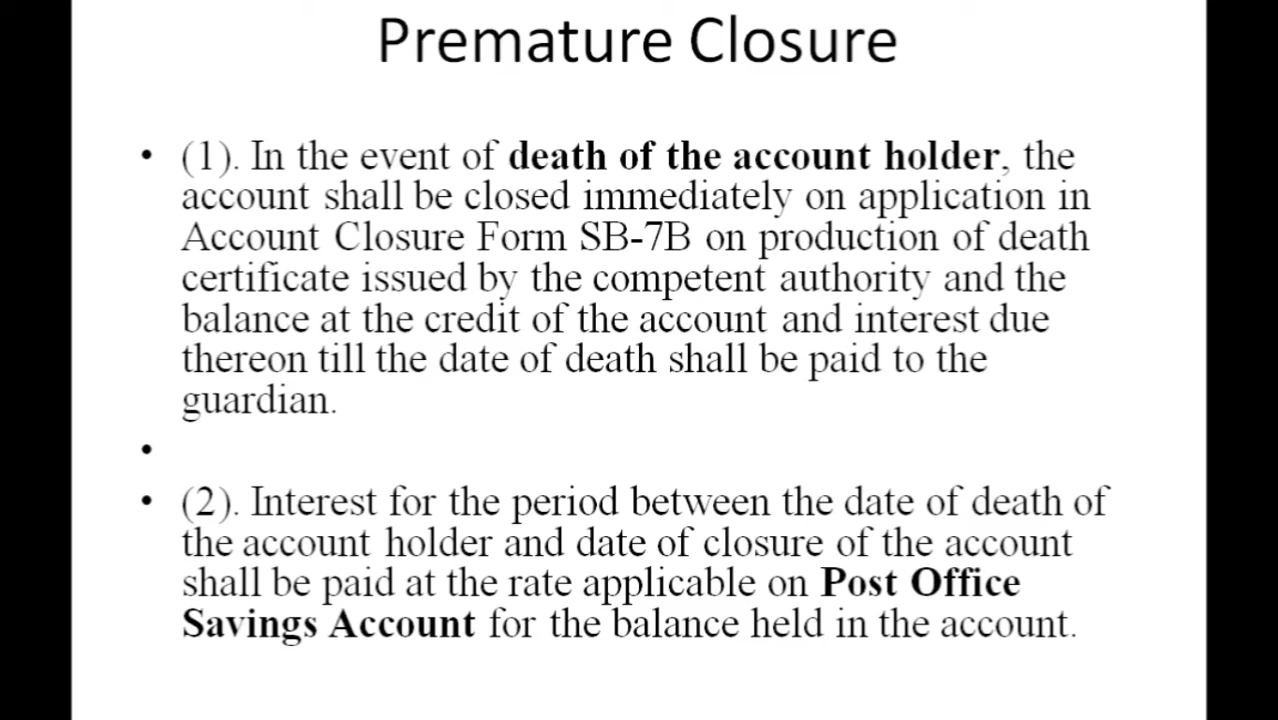 Premature Closure
• (1). In the event of death of the account holder, the
account shall be closed immediately on application in
Account Closure Form SB-7B on production of death
certificate issued by the competent authority and the
balance at the credit of the account and interest due
thereon till the date of death shall be paid to the
guardian.
•
• (2). Interest for the period between the date of death of
the account holder and date of closure of the account
shall be paid at the rate applicable on Post Office
Savings Account for the balance held in the account.